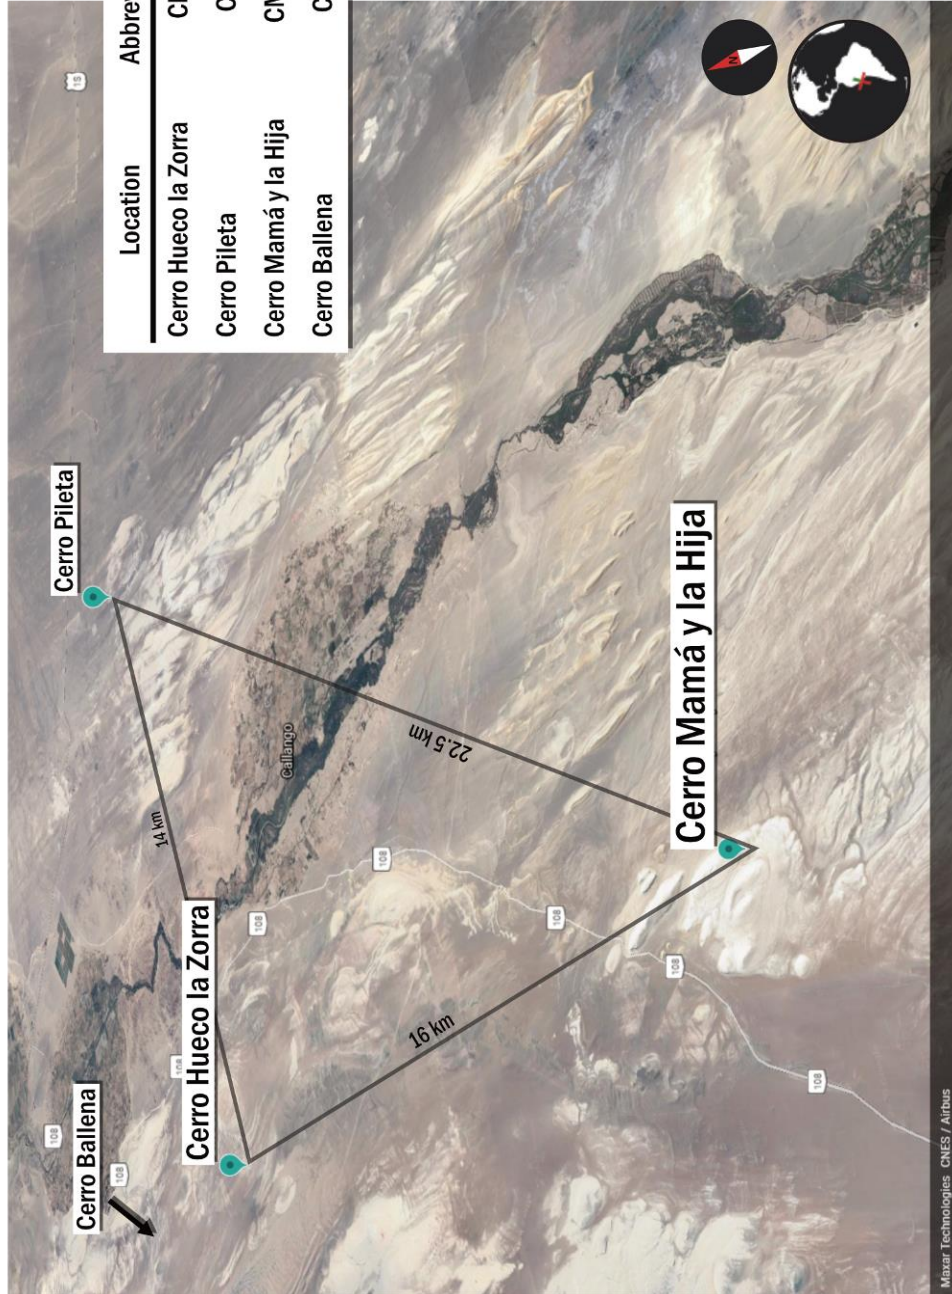 Location Abbre
Cerro Hueco la Zorra
Cerro Pileta
Cerro Mamá y la Hija
Cerro Ballena
15
N
Cerro Pileta
14 km
Callango
22.5 km
Cerro Mamá y la Hija
Cerro Hueco la Zorra
16 km
Cerro Ballena
108
108
108
108
108
108
108
108
Maxar Technologies CNES / Airbus